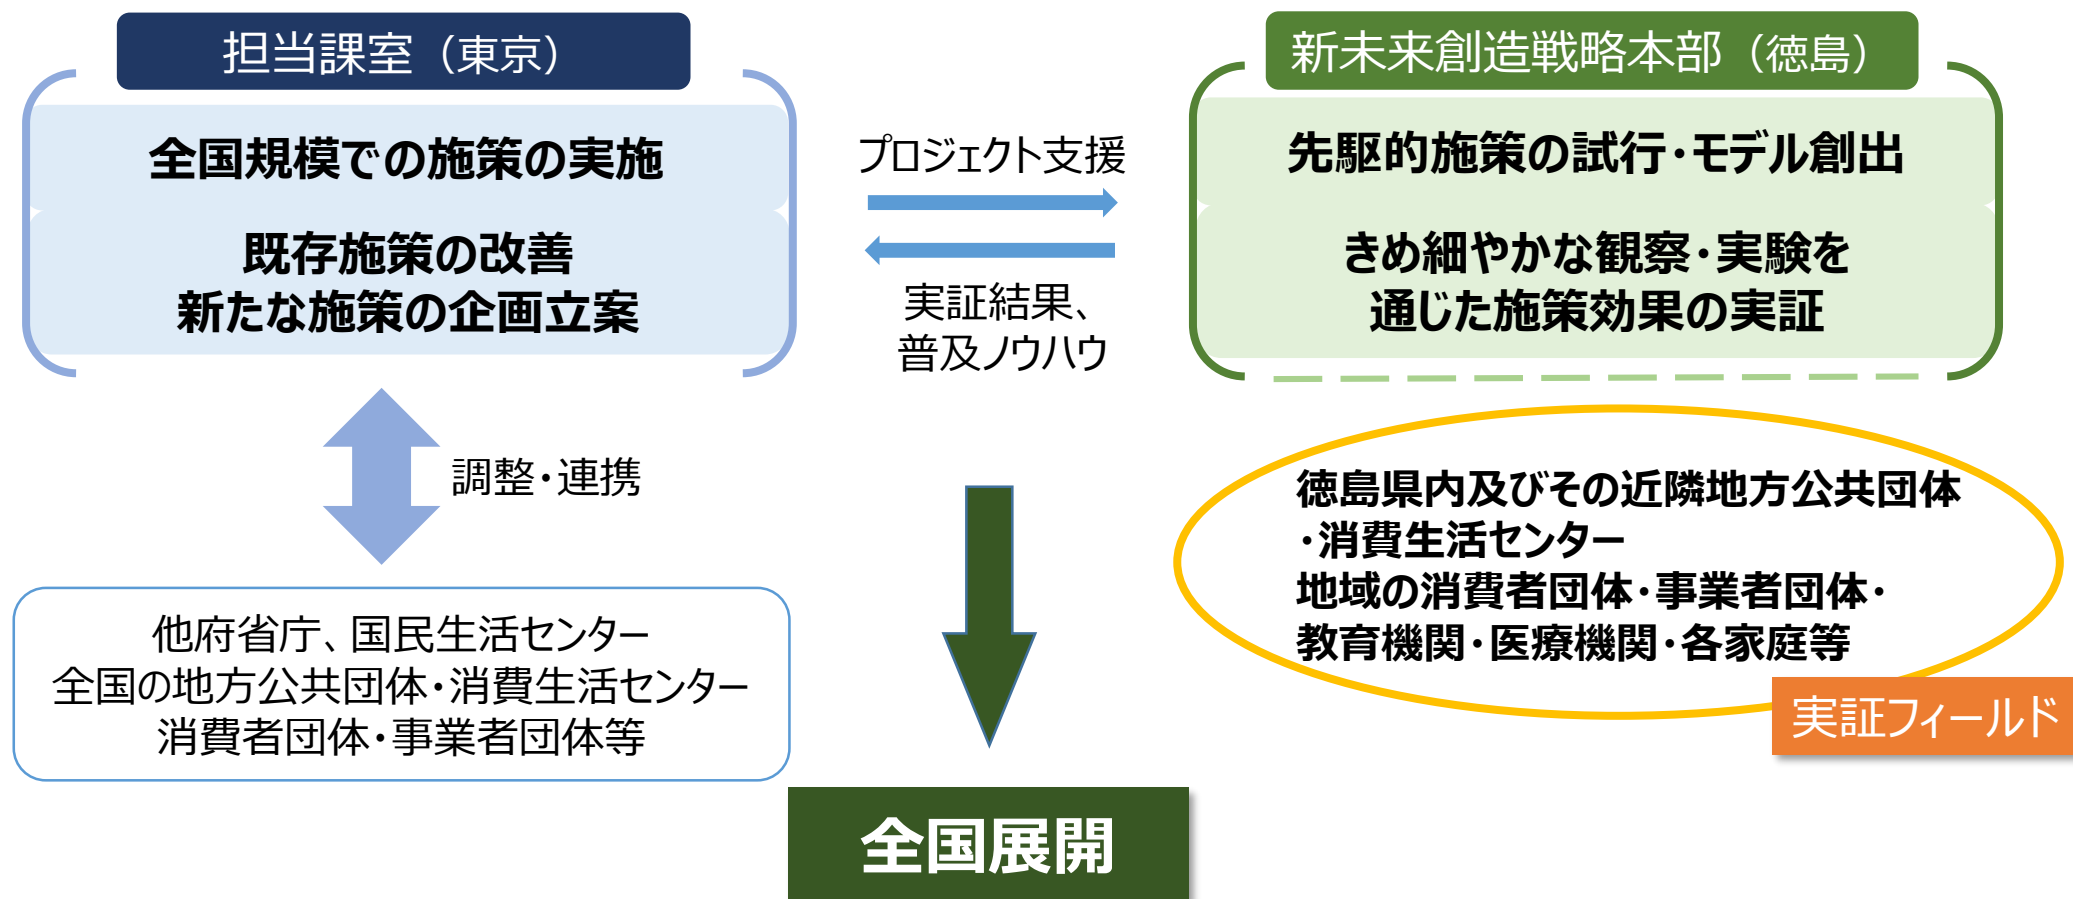 担当課室（東京）
全国規模での施策の実施
既存施策の改善
新たな施策の企画立案
プロジェクト支援
実証結果、
普及ノウハウ
新未来創造戦略本部（徳島）
先駆的施策の試行・モデル創出
きめ細やかな観察・実験を
通じた施策効果の実証
調整・連携
他府省庁、国民生活センター
全国の地方公共団体・消費生活センター
消費者団体・事業者団体等
徳島県内及びその近隣地方公共団体
・消費生活センター
地域の消費者団体・事業者団体・
教育機関・医療機関・各家庭等
実証フィールド
全国展開